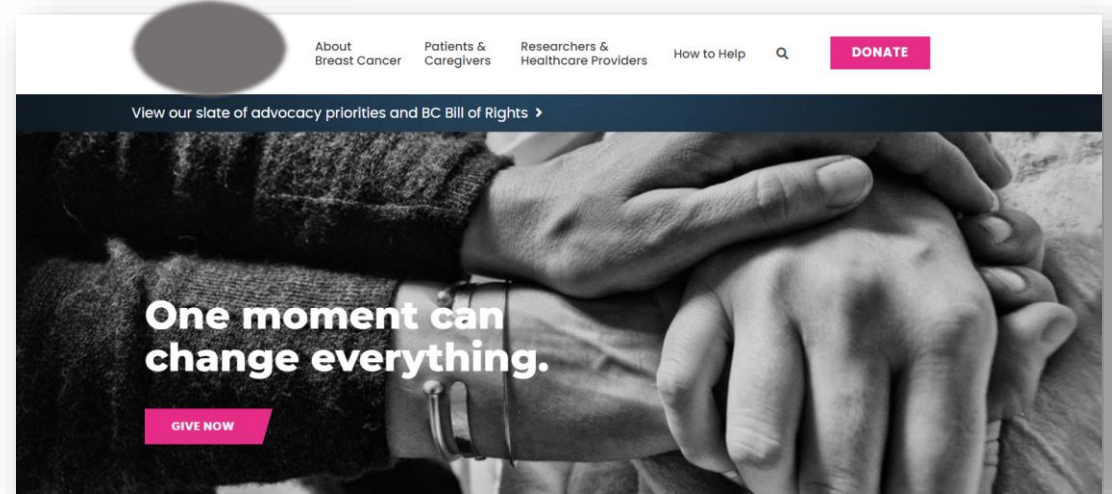 About
Breast Cancer
Patients &
Caregivers
Researchers &
Healthcare Providers
How to Help
DONATE
View our slate of advocacy priorities and BC Bill of Rights >
One moment can
change everything.
GIVE NOW